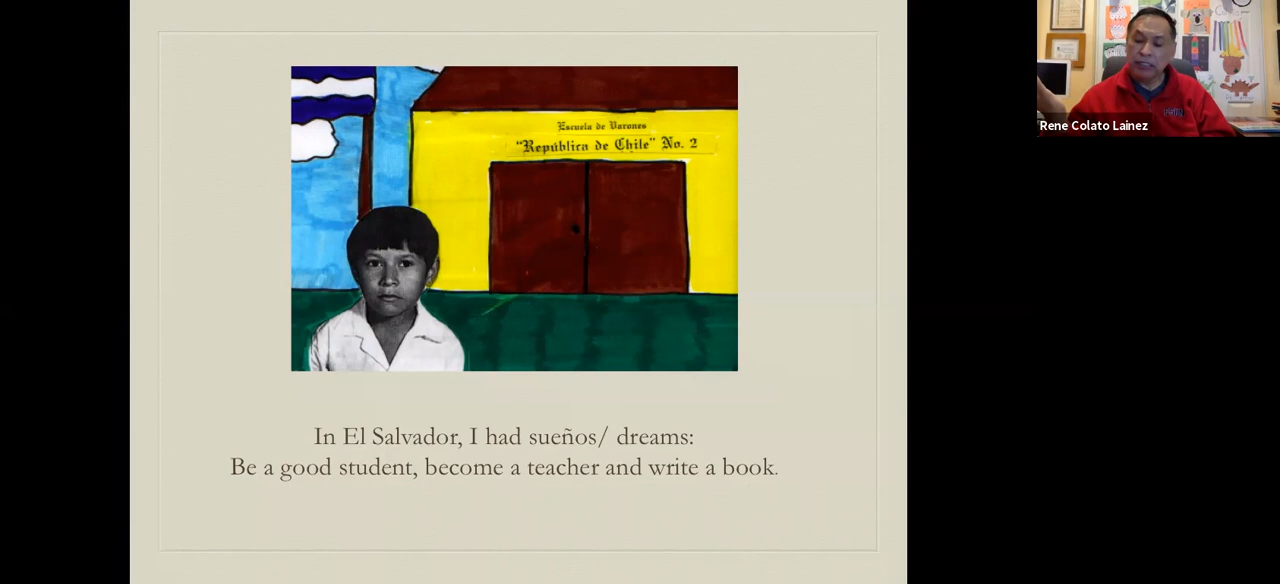 Escuela de Varones
"República de Chile" No. 2
In El Salvador, I had sueños/ dreams:
Be a good student, become a teacher and write a book.
Rene Colato Lainez